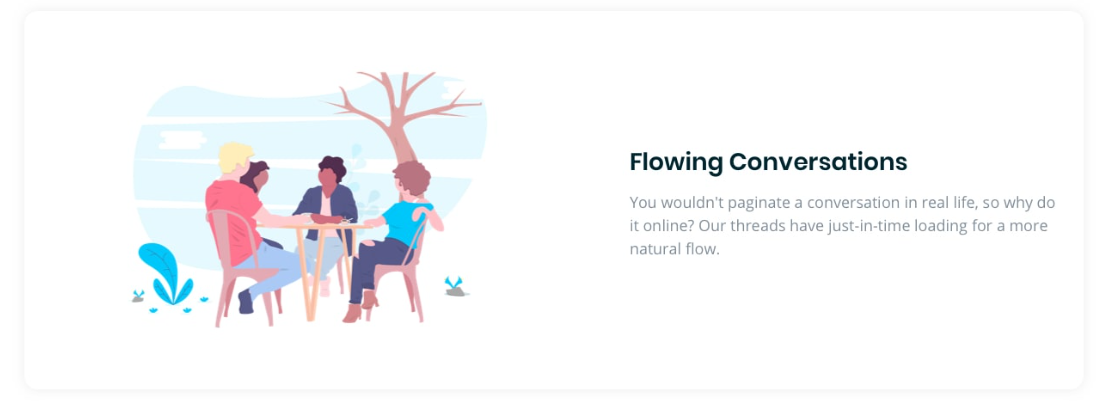 Flowing Conversations
You wouldn't paginate a conversation in real life, so why do
it online? Our threads have just-in-time loading for a more
natural flow.